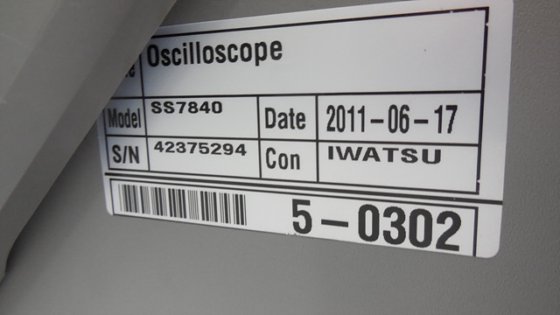 Oscilloscope
Model SS7840 Date 2011-06-17
S/N 42375294 Con IWATSU
5-0302